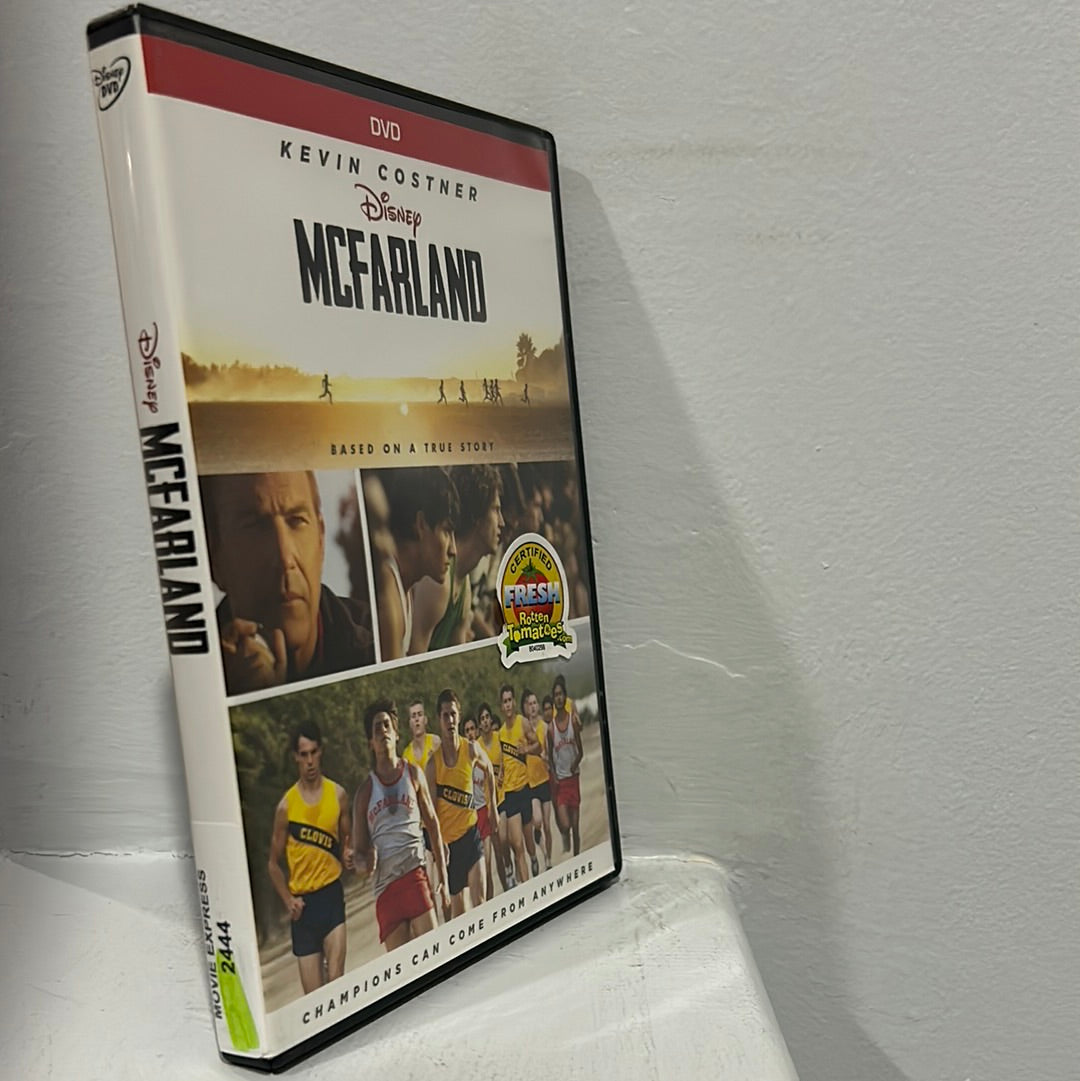 DVD
KEVIN COSTNER
Disney
MCFARLAND
BASED ON A TRUE STORY
CERTIFIED
FRESH
Rotten
Tomatoes.com
CLOVIS
MCFARLAND
CLOVIS
CLOVIS
CHAMPIONS CAN COME FROM ANYWHERE
Disney
DVD
Disney
MCFARLAND
MOVIE EXPRESS
2444